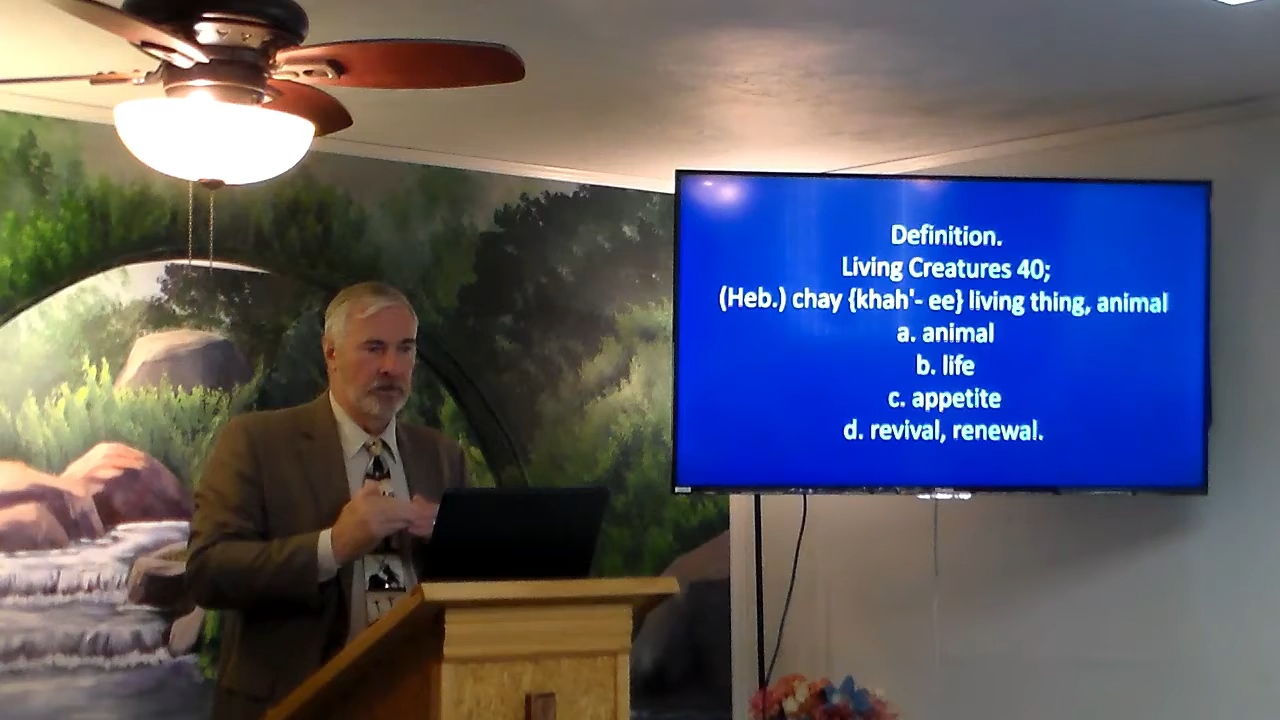 Definition.
Living Creatures 40;
(Heb.) chay {khah'- ee} living thing, animal
a. animal
b. life
c. appetite
d. revival, renewal.